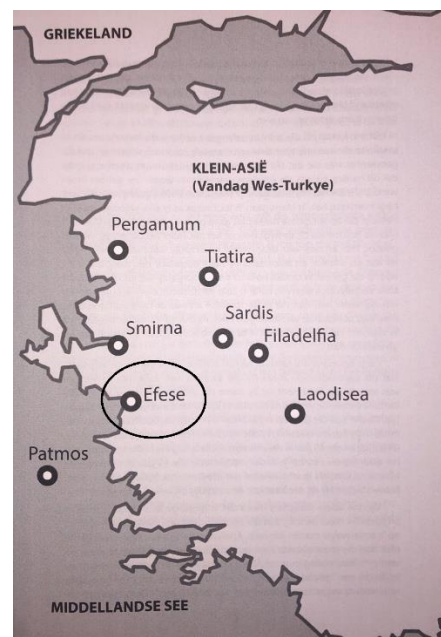 GRIEKELAND
KLEIN-ASIË
(Vandag Wes-Turkye)
Pergamum
Tiatira
Sardis
Smirna
Filadelfia
Efese
Laodisea
Patmos
MIDDELLANDSE SEE